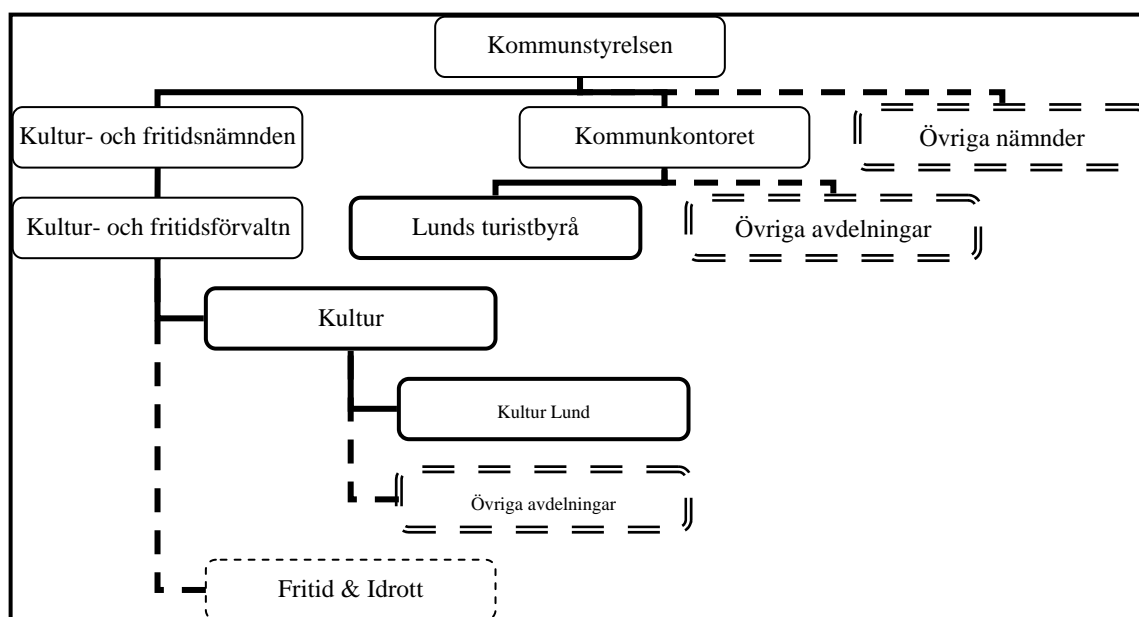 Kommunstyrelsen
Kultur- och fritidsnämnden
Kommunkontoret
Övriga nämnder
Kultur- och fritidsförvaltn
Lunds turistbyrå
Övriga avdelningar
Kultur
Kultur Lund
Övriga avdelningar
Fritid & Idrott